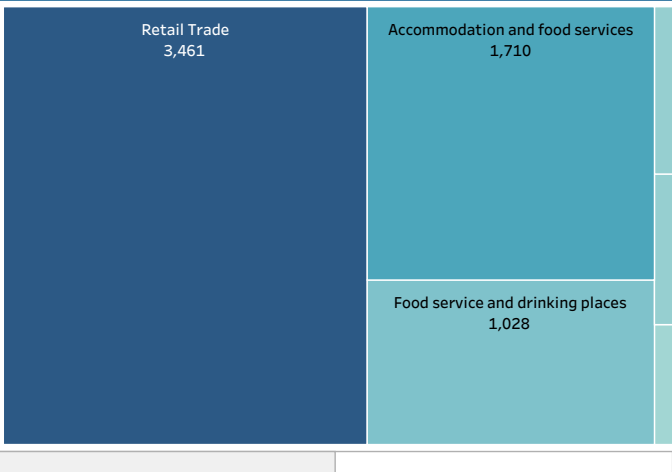 Retail Trade
3,461
Accommodation and food services
1,710
Food service and drinking places
1,028